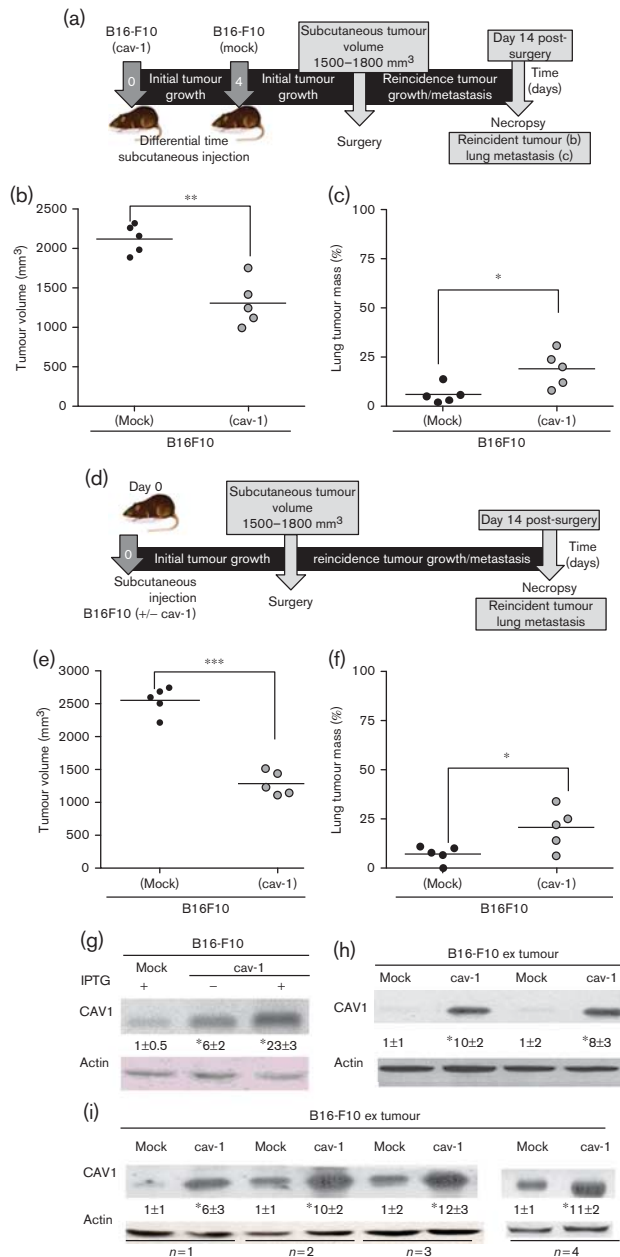 (a)
B16-F10
(cav-1)
B16-F10
(mock)
Subcutaneous tumour
volume
1500–1800 mm³
Day 14 post-
surgery
0
Initial tumour
growth
4
Initial tumour
growth
Reincidence tumour
growth/metastasis
Time
(days)
Differential time
subcutaneous injection
Surgery
Necropsy
Reincident tumour (b)
lung metastasis (c)
(b)
Tumour volume (mm³)
2500
2000
1500
1000
500
0
**
(Mock)
(cav-1)
B16F10
(c)
Lung tumour mass (%)
100
75
50
25
0
*
(Mock)
(cav-1)
B16F10
(d)
Day 0
Subcutaneous tumour
volume
1500–1800 mm³
Day 14 post-surgery
0
Initial tumour growth
reincidence tumour growth/metastasis
Time
(days)
Subcutaneous
injection
B16F10 (+/− cav-1)
Surgery
Necropsy
Reincident tumour
lung metastasis
(e)
Tumour volume (mm³)
3000
2500
2000
1500
1000
500
0
***
(Mock)
(cav-1)
B16F10
(f)
Lung tumour mass (%)
100
75
50
25
0
*
(Mock)
(cav-1)
B16F10
(g)
B16-F10
Mock cav-1
IPTG + − +
CAV1
1±0.5 *6±2 *23±3
Actin
(h)
B16-F10 ex tumour
Mock cav-1 Mock cav-1
CAV1
1±1 *10±2 1±2 *8±3
Actin
(i)
B16-F10 ex tumour
Mock cav-1 Mock cav-1 Mock cav-1 Mock cav-1
CAV1
1±1 *6±3 1±1 *10±2 1±2 *12±3 1±1 *11±2
Actin
n=1 n=2 n=3 n=4